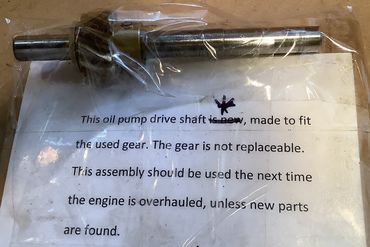 This oil pump drive shaft is new, made to fit
the used gear. The gear is not replaceable.
This assembly should be used the next time
the engine is overhauled, unless new parts
are found.